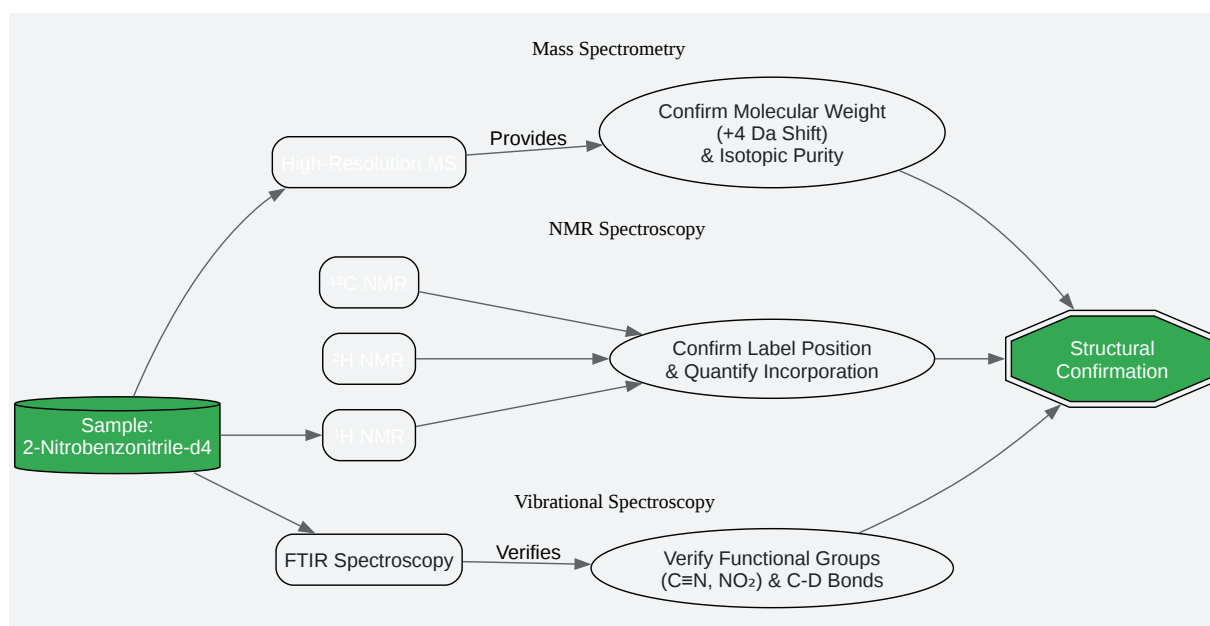 Mass Spectrometry
High-Resolution MS
Provides
Confirm Molecular Weight
(+4 Da Shift)
& Isotopic Purity
NMR Spectroscopy
¹³C NMR
²H NMR
¹H NMR
Confirm Label Position
& Quantify Incorporation
Structural
Confirmation
Sample:
2-Nitrobenzonitrile-d4
Vibrational Spectroscopy
FTIR Spectroscopy
Verifies
Verify Functional Groups
(C≡N, NO₂) & C-D Bonds